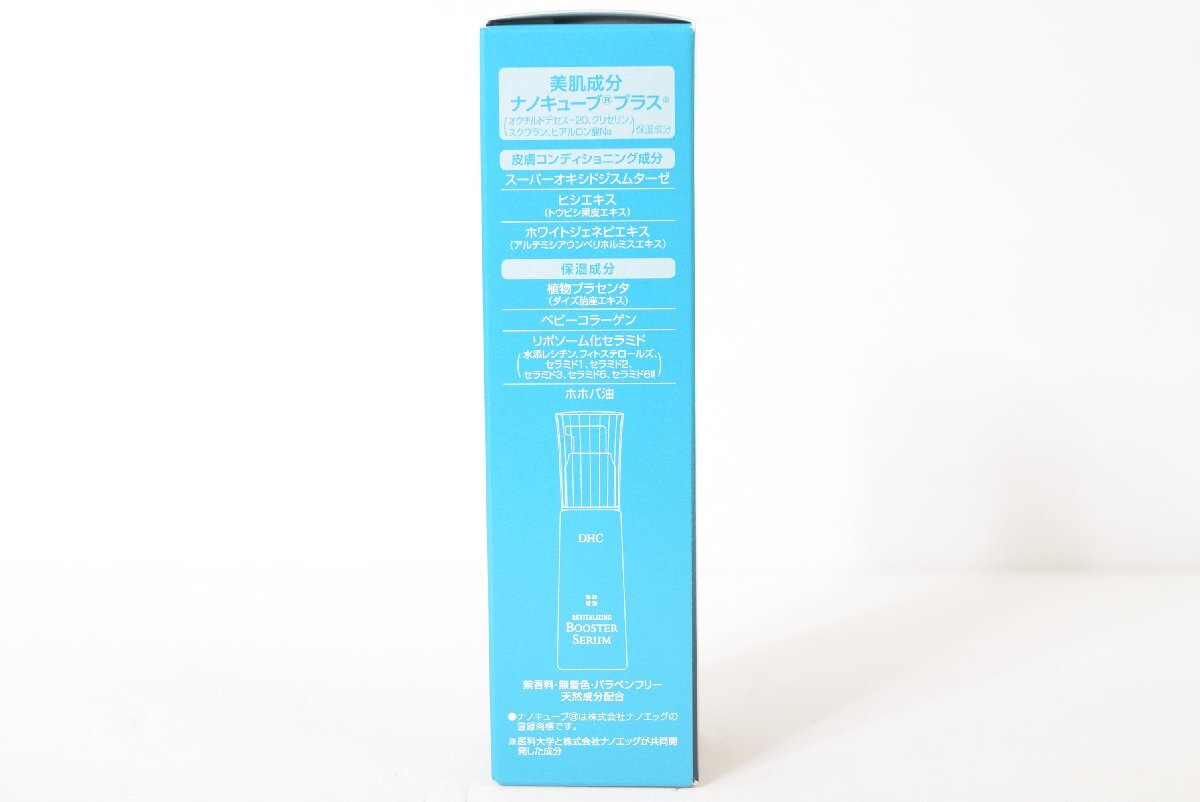 美肌成分
ナノキューブ®プラス※
(オクチルドデセス-20、グリセリン、
スクワラン、ヒアルロン酸Na) 保湿成分
皮膚コンディショニング成分
スーパーオキシドジスムターゼ
ヒシエキス
(トウビシ果皮エキス)
ホワイトジェネピエキス
(アルテミシアウンベリホルミスエキス)
保湿成分
植物プラセンタ
(ダイズ胎座エキス)
ベビーコラーゲン
リポソーム化セラミド
(水添レシチン、フィトステロールズ、
セラミド1、セラミド2、
セラミド3、セラミド5、セラミド6Ⅱ)
ホホバ油
DHC
REVITALIZING
BOOSTER
SERUM
無香料・無着色・パラベンフリー
天然成分配合
●ナノキューブ®は株式会社ナノエッグの
登録商標です。
※医科大学と株式会社ナノエッグが共同開
発した成分